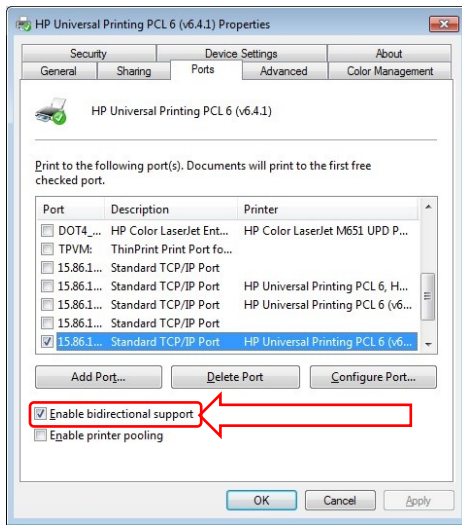 HP Universal Printing PCL 6 (v6.4.1) Properties
Security Device Settings About
General Sharing Ports Advanced Color Management
HP Universal Printing PCL 6 (v6.4.1)
Print to the following port(s). Documents will print to the first free
checked port.
Port Description Printer
DOT4_... HP Color LaserJet Ent... HP Color LaserJet M651 UPD P...
TPVM: ThinPrint Print Port fo...
15.86.1... Standard TCP/IP Port
15.86.1... Standard TCP/IP Port HP Universal Printing PCL 6, H...
15.86.1... Standard TCP/IP Port HP Universal Printing PCL 6 (v6...
15.86.1... Standard TCP/IP Port
15.86.1... Standard TCP/IP Port HP Universal Printing PCL 6 (v6...
Add Port... Delete Port Configure Port...
Enable bidirectional support
Enable printer pooling
OK Cancel Apply